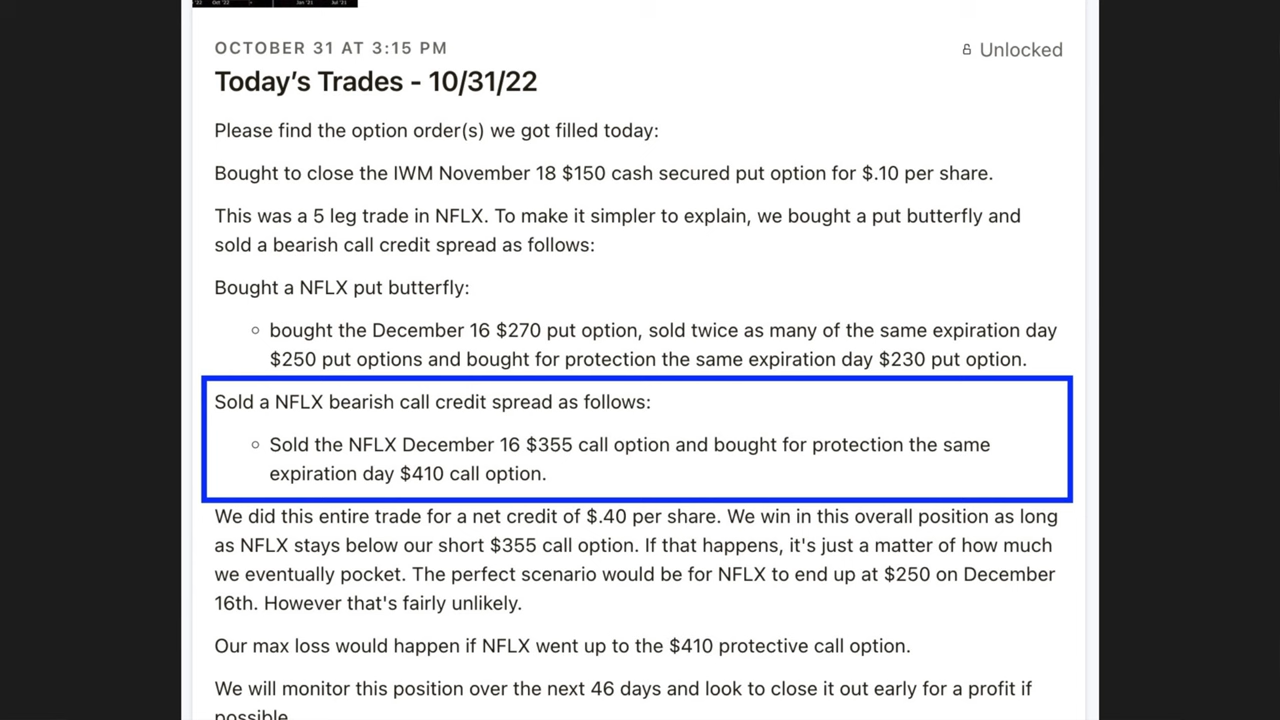 OCTOBER 31 AT 3:15 PM
Unlocked
Today's Trades - 10/31/22
Please find the option order(s) we got filled today:
Bought to close the IWM November 18 $150 cash secured put option for $.10 per share.
This was a 5 leg trade in NFLX. To make it simpler to explain, we bought a put butterfly and
sold a bearish call credit spread as follows:
Bought a NFLX put butterfly:
bought the December 16 $270 put option, sold twice as many of the same expiration day
$250 put options and bought for protection the same expiration day $230 put option.
Sold a NFLX bearish call credit spread as follows:
Sold the NFLX December 16 $355 call option and bought for protection the same
expiration day $410 call option.
We did this entire trade for a net credit of $.40 per share. We win in this overall position as long
as NFLX stays below our short $355 call option. If that happens, it's just a matter of how much
we eventually pocket. The perfect scenario would be for NFLX to end up at $250 on December
16th. However that's fairly unlikely.
Our max loss would happen if NFLX went up to the $410 protective call option.
We will monitor this position over the next 46 days and look to close it out early for a profit if
possible